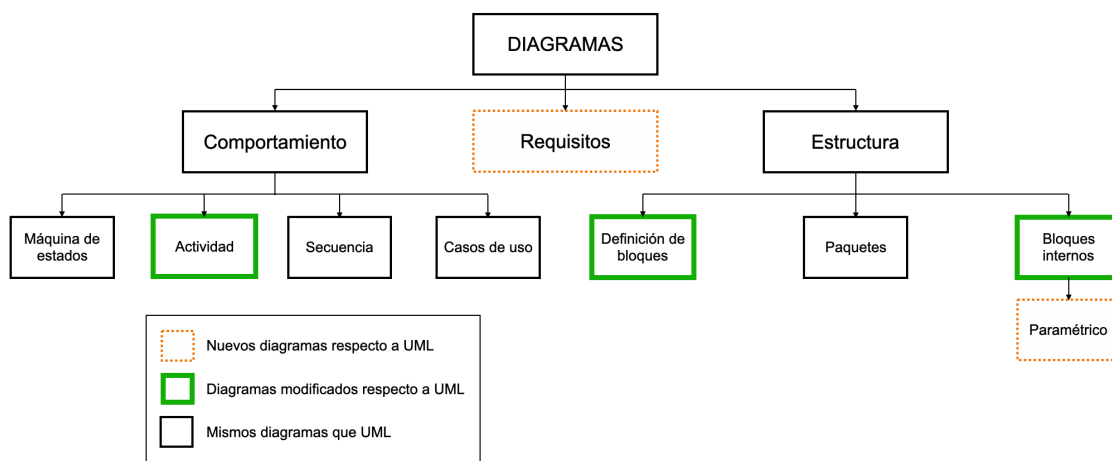 DIAGRAMAS
Comportamiento
Requisitos
Estructura
Máquina de
estados
Actividad
Secuencia
Casos de uso
Definición de
bloques
Paquetes
Bloques
internos
Paramétrico
Nuevos diagramas respecto a UML
Diagramas modificados respecto a UML
Mismos diagramas que UML